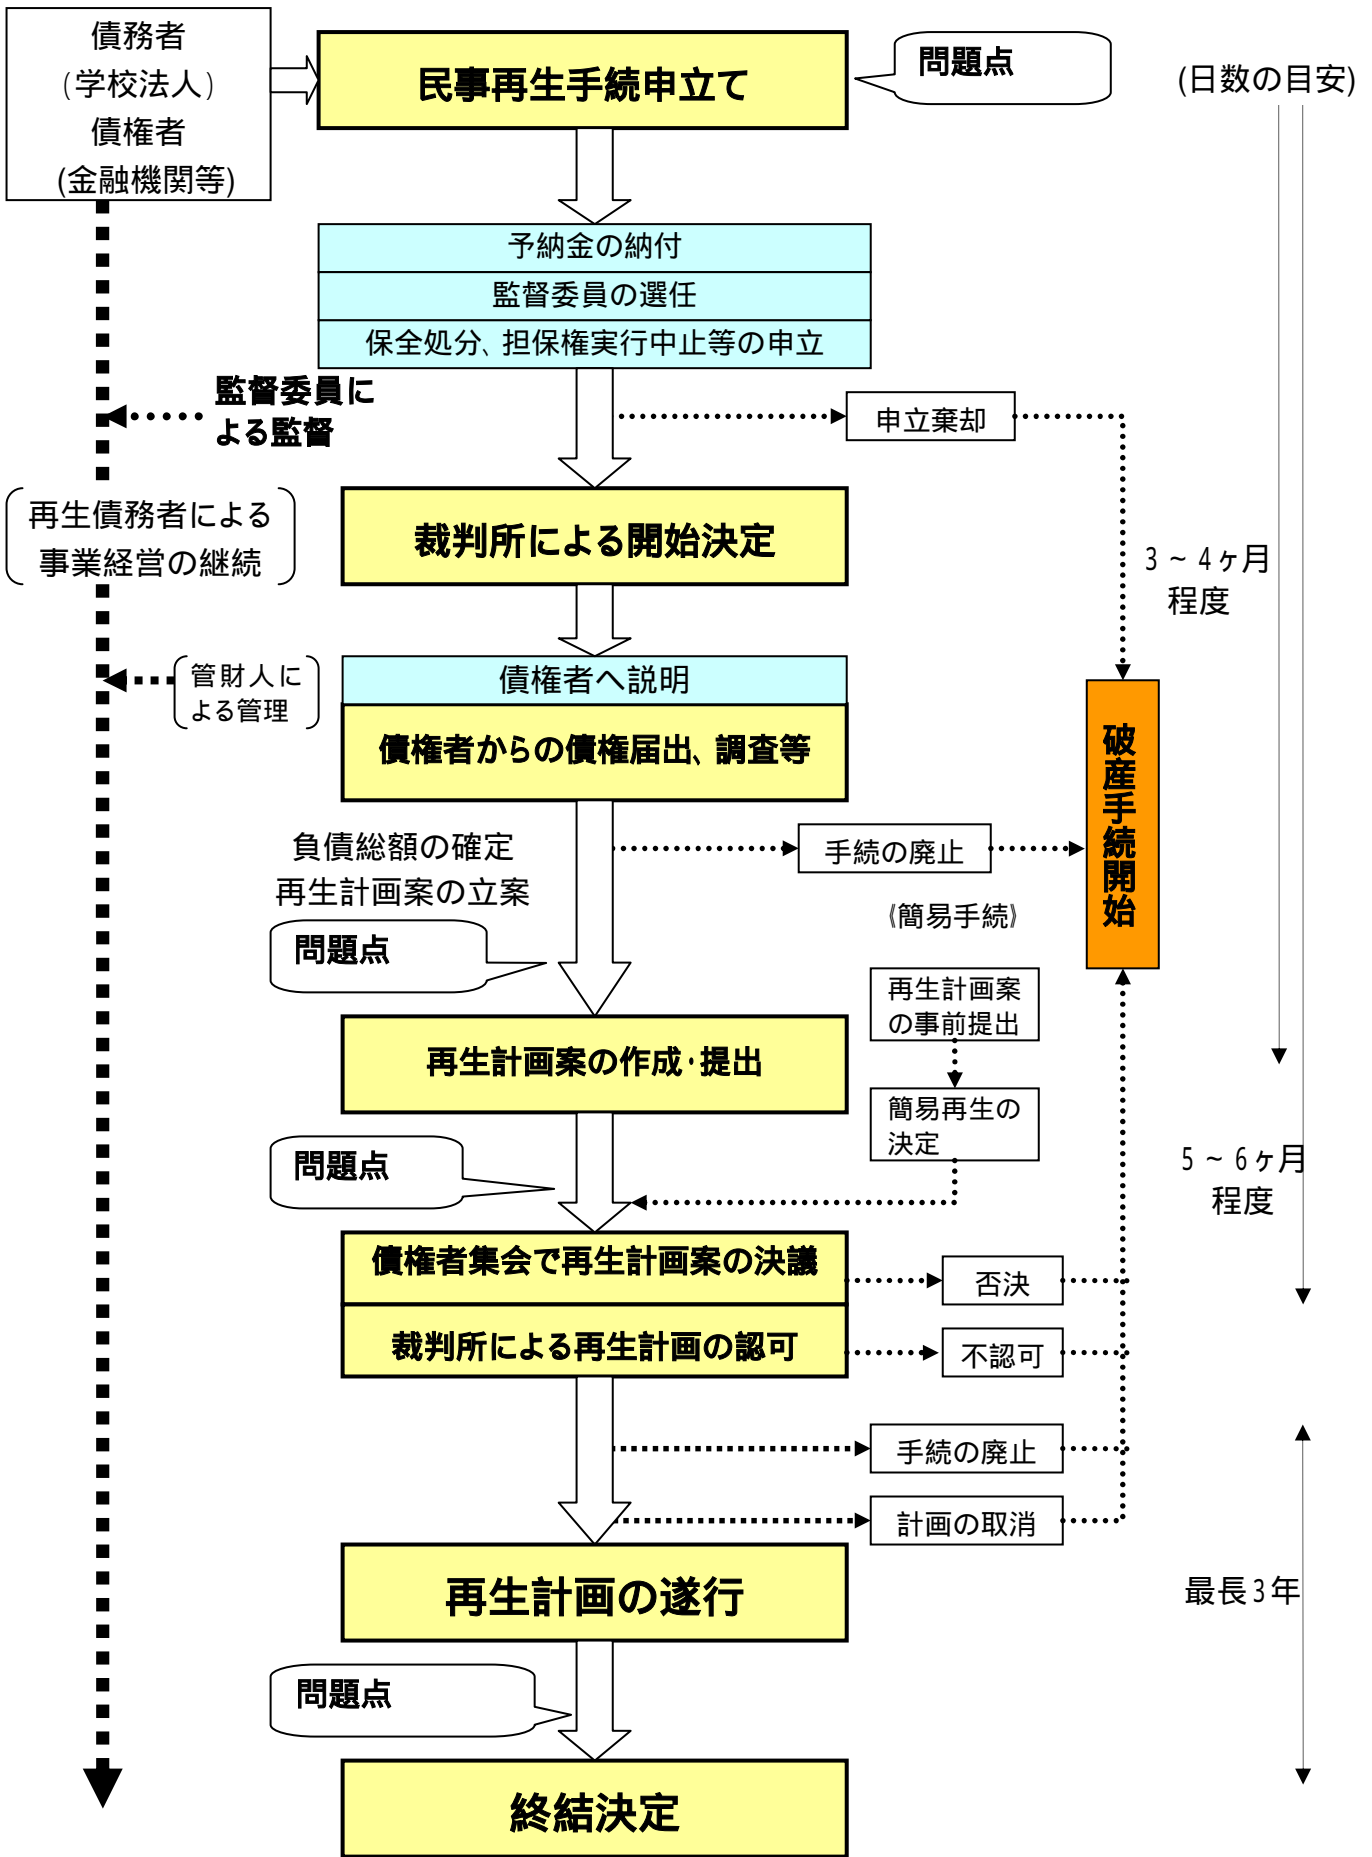 債務者
(学校法人)
債権者
(金融機関等)
民事再生手続申立て
問題点
(日数の目安)
予納金の納付
監督委員の選任
保全処分、担保権実行中止等の申立
監督委員に
よる監督
申立棄却
再生債務者による
事業経営の継続
裁判所による開始決定
3～4ヶ月
程度
管財人に
よる管理
債権者へ説明
債権者からの債権届出、調査等
破産手続開始
負債総額の確定
再生計画案の立案
手続の廃止
《簡易手続》
問題点
再生計画案
の事前提出
再生計画案の作成・提出
簡易再生の
決定
問題点
5～6ヶ月
程度
債権者集会で再生計画案の決議
否決
裁判所による再生計画の認可
不認可
手続の廃止
計画の取消
再生計画の遂行
最長3年
問題点
終結決定